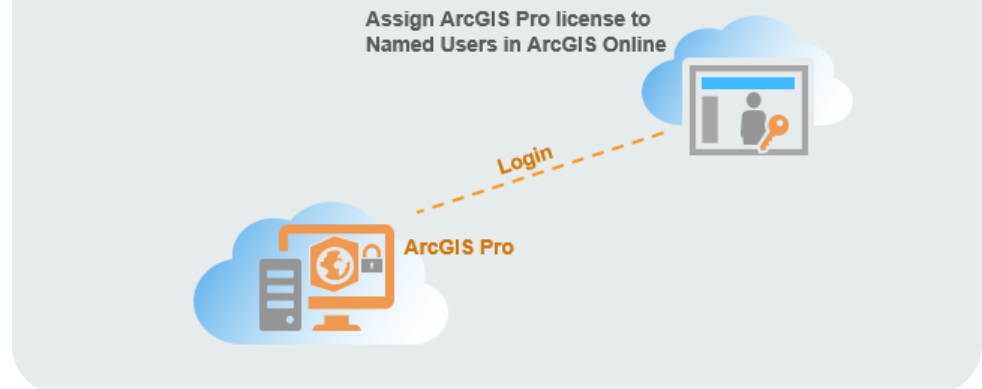 Assign ArcGIS Pro license to
Named Users in ArcGIS Online
Login
ArcGIS Pro